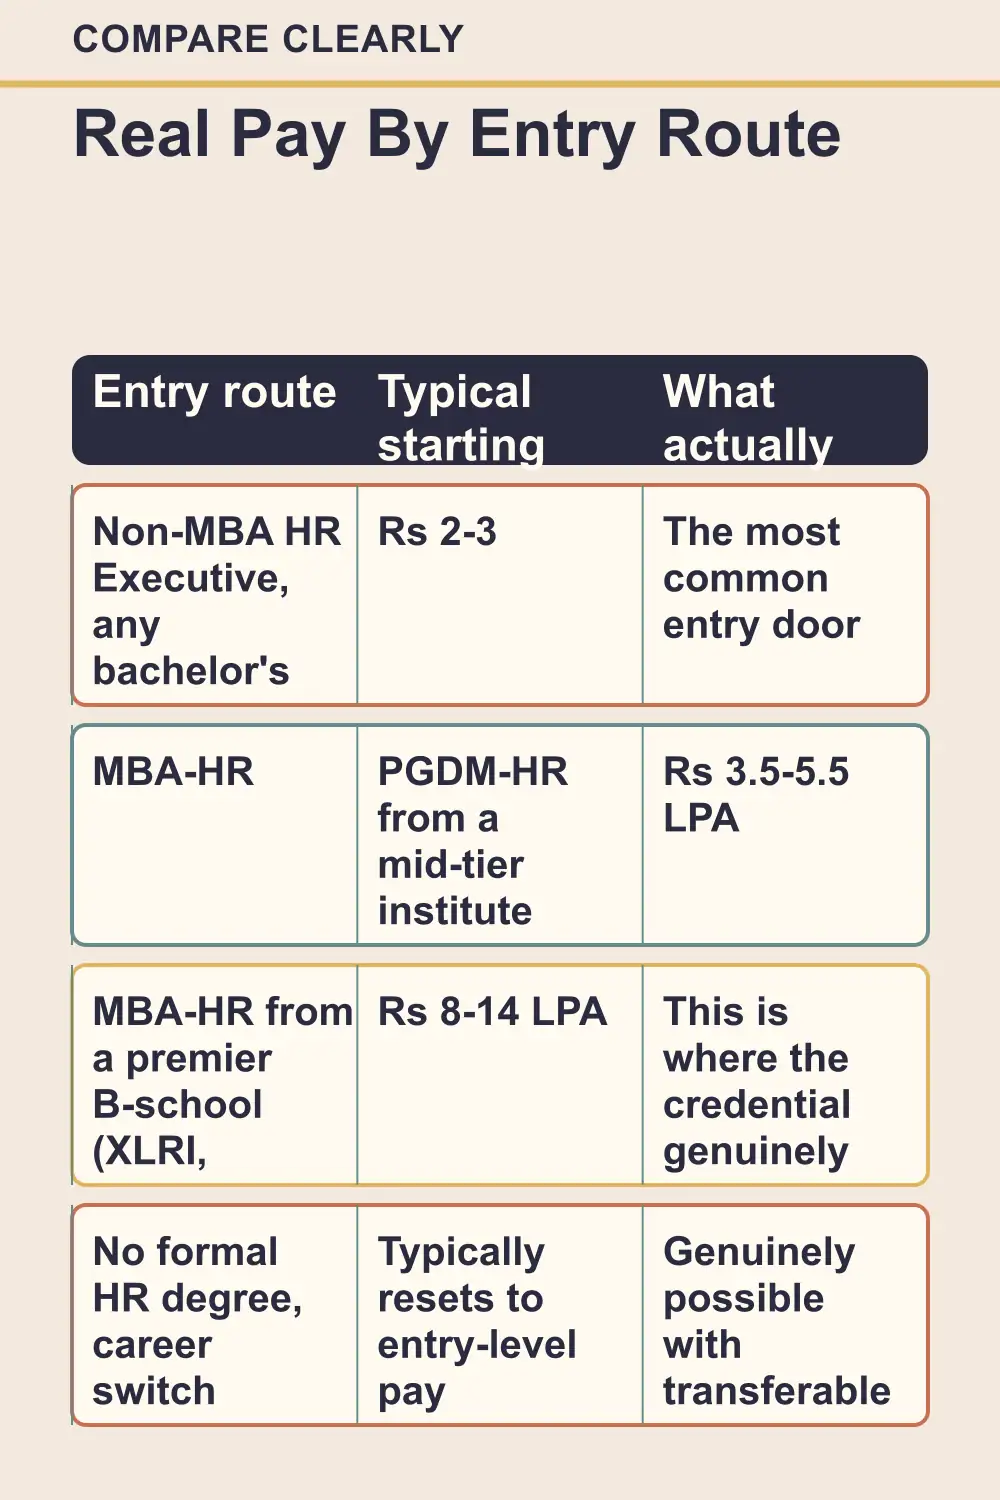 COMPARE CLEARLY
Real Pay By Entry Route
Entry route
Typical
starting
What
actually
Non-MBA HR
Executive,
any
bachelor's
Rs 2-3
The most
common
entry door
MBA-HR
PGDM-HR
from a
mid-tier
institute
Rs 3.5-5.5
LPA
MBA-HR from
a premier
B-school
(XLRI,
Rs 8-14 LPA
This is
where the
credential
genuinely
No formal
HR degree,
career
switch
Typically
resets to
entry-level
pay
Genuinely
possible
with
transferable